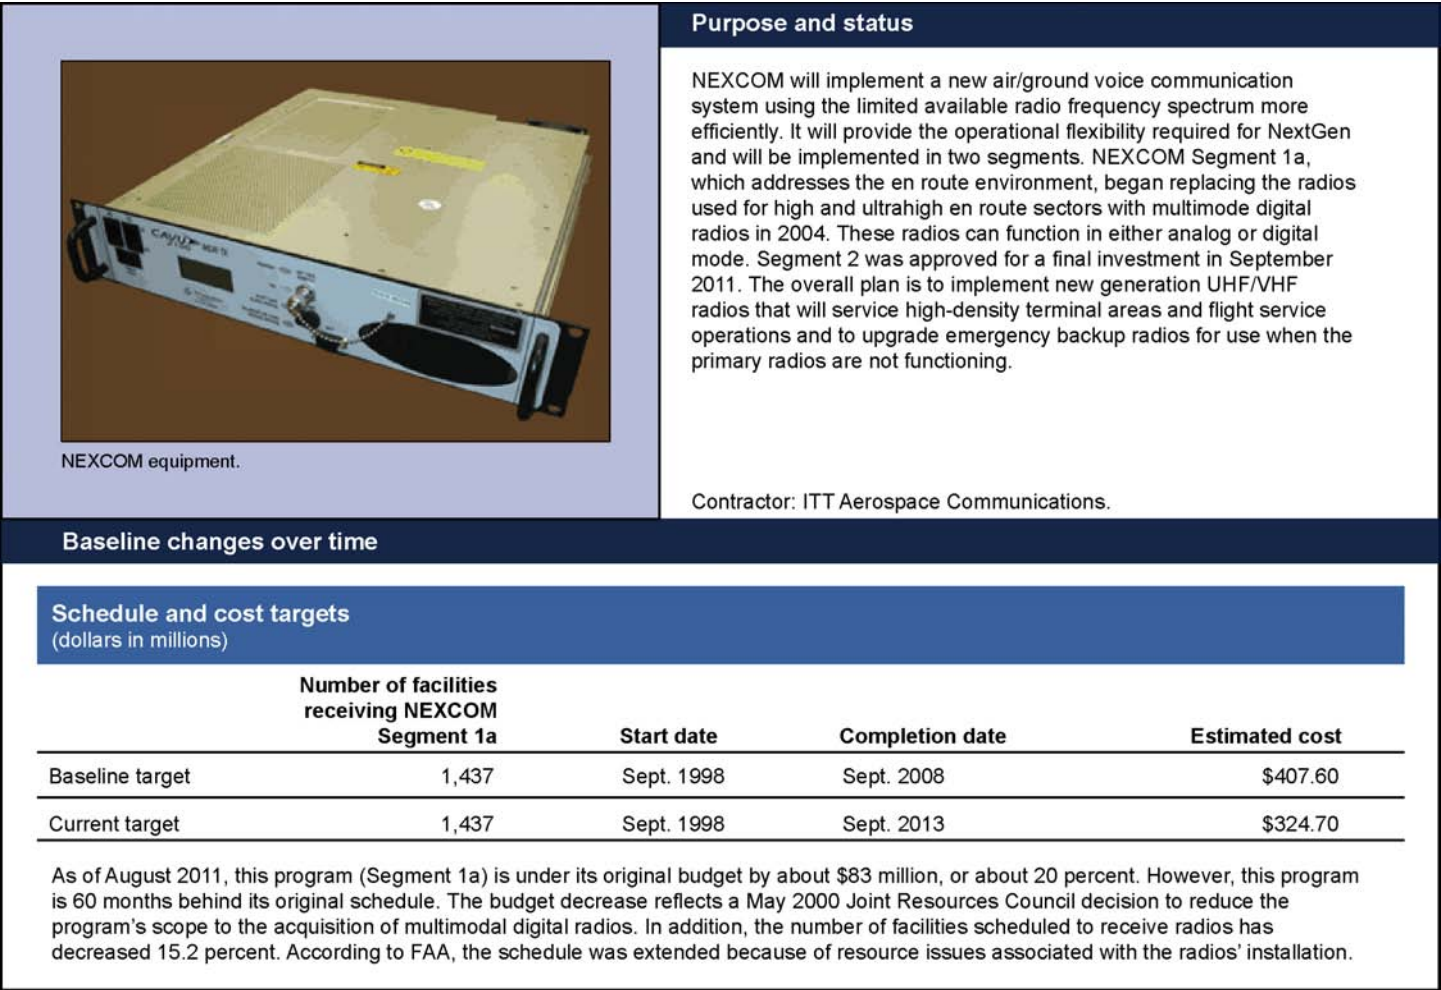 Purpose and status
NEXCOM will implement a new air/ground voice communication
system using the limited available radio frequency spectrum more
efficiently. It will provide the operational flexibility required for NextGen
and will be implemented in two segments. NEXCOM Segment 1a,
which addresses the en route environment, began replacing the radios
used for high and ultrahigh en route sectors with multimode digital
radios in 2004. These radios can function in either analog or digital
mode. Segment 2 was approved for a final investment in September
2011. The overall plan is to implement new generation UHF/VHF
radios that will service high-density terminal areas and flight service
operations and to upgrade emergency backup radios for use when the
primary radios are not functioning.
CAVU
NEXCOM equipment.
Contractor: ITT Aerospace Communications.
Baseline changes over time
Schedule and cost targets
(dollars in millions)
Number of facilities
receiving NEXCOM
Segment 1a Start date Completion date Estimated cost
Baseline target 1,437 Sept. 1998 Sept. 2008 $407.60
Current target 1,437 Sept. 1998 Sept. 2013 $324.70
As of August 2011, this program (Segment 1a) is under its original budget by about $83 million, or about 20 percent. However, this program
is 60 months behind its original schedule. The budget decrease reflects a May 2000 Joint Resources Council decision to reduce the
program's scope to the acquisition of multimodal digital radios. In addition, the number of facilities scheduled to receive radios has
decreased 15.2 percent. According to FAA, the schedule was extended because of resource issues associated with the radios' installation.